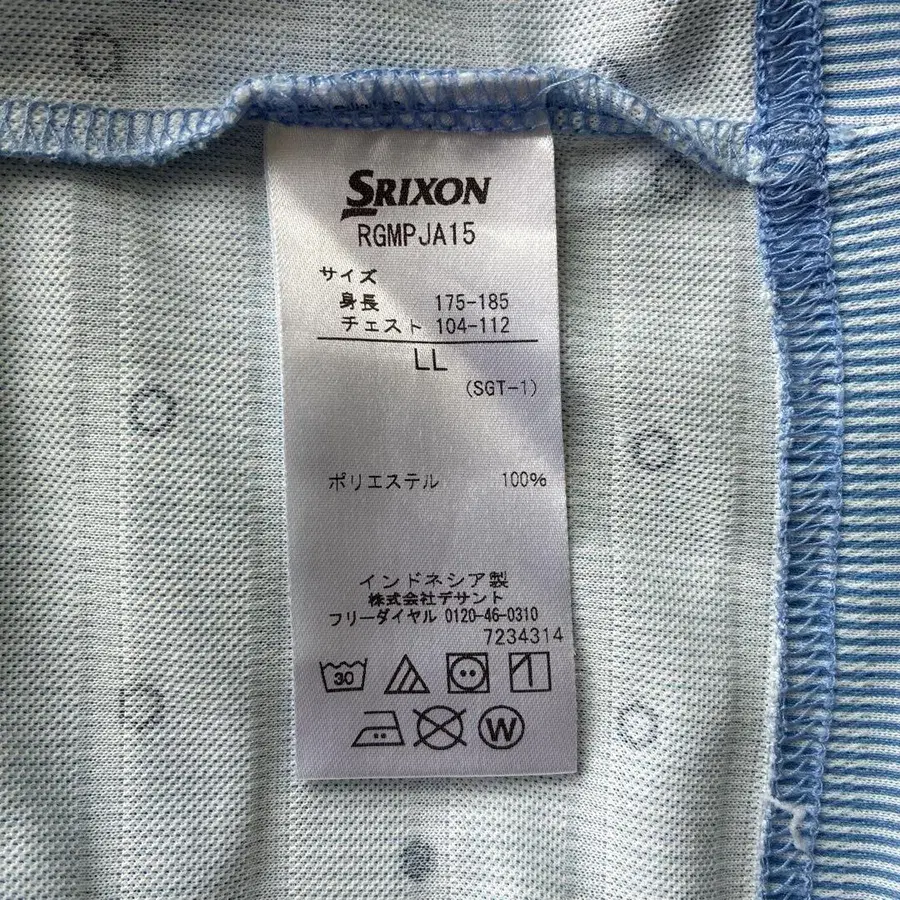 SRIXON
RGMPJA15
サイズ
身長 175-185
チェスト 104-112
LL
(SGT-1)
ポリエステル 100%
インドネシア製
株式会社デサント
フリーダイヤル 0120-46-0310
7234314
30
W